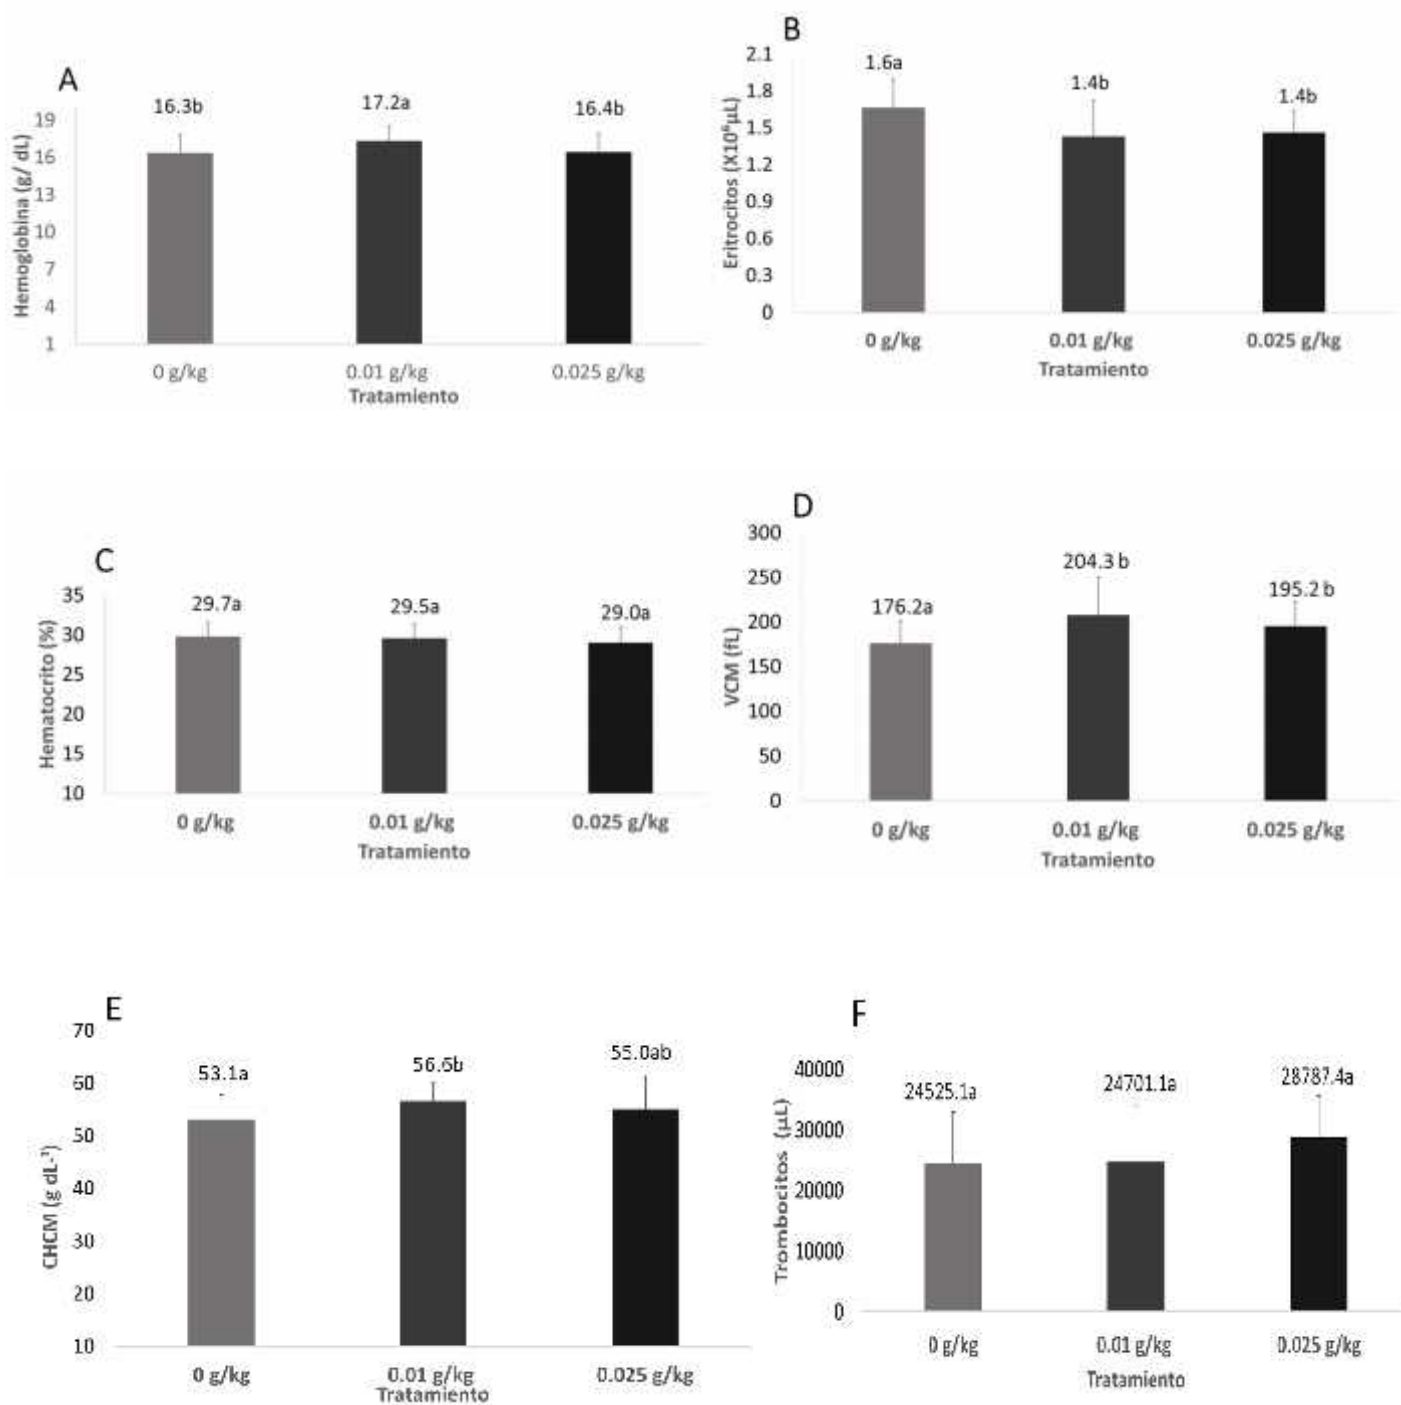 A
16.3b 17.2a 16.4b
Hemoglobina (g/ dL)
19
16
13
10
7
4
1
0 g/kg 0.01 g/kg 0.025 g/kg
Tratamiento
B
1.6a 1.4b 1.4b
Eritrocitos (X10⁶µL)
2.1
1.8
1.5
1.2
0.9
0.6
0.3
0
0 g/kg 0.01 g/kg 0.025 g/kg
Tratamiento
C
29.7a 29.5a 29.0a
Hematocrito (%)
35
30
25
20
15
10
0 g/kg 0.01 g/kg 0.025 g/kg
Tratamiento
D
176.2a 204.3 b 195.2 b
VCM (fL)
300
250
200
150
100
50
0
0 g/kg 0.01 g/kg 0.025 g/kg
Tratamiento
E
53.1a 56.6b 55.0ab
CHCM (g dL-¹)
70
60
50
40
30
20
10
0 g/kg 0.01 g/kg 0.025 g/kg
Tratamiento
F
24525.1a 24701.1a 28787.4a
Trombocitos (µL)
40000
30000
20000
10000
0
0 g/kg 0.01 g/kg 0.025 g/kg
Tratamiento